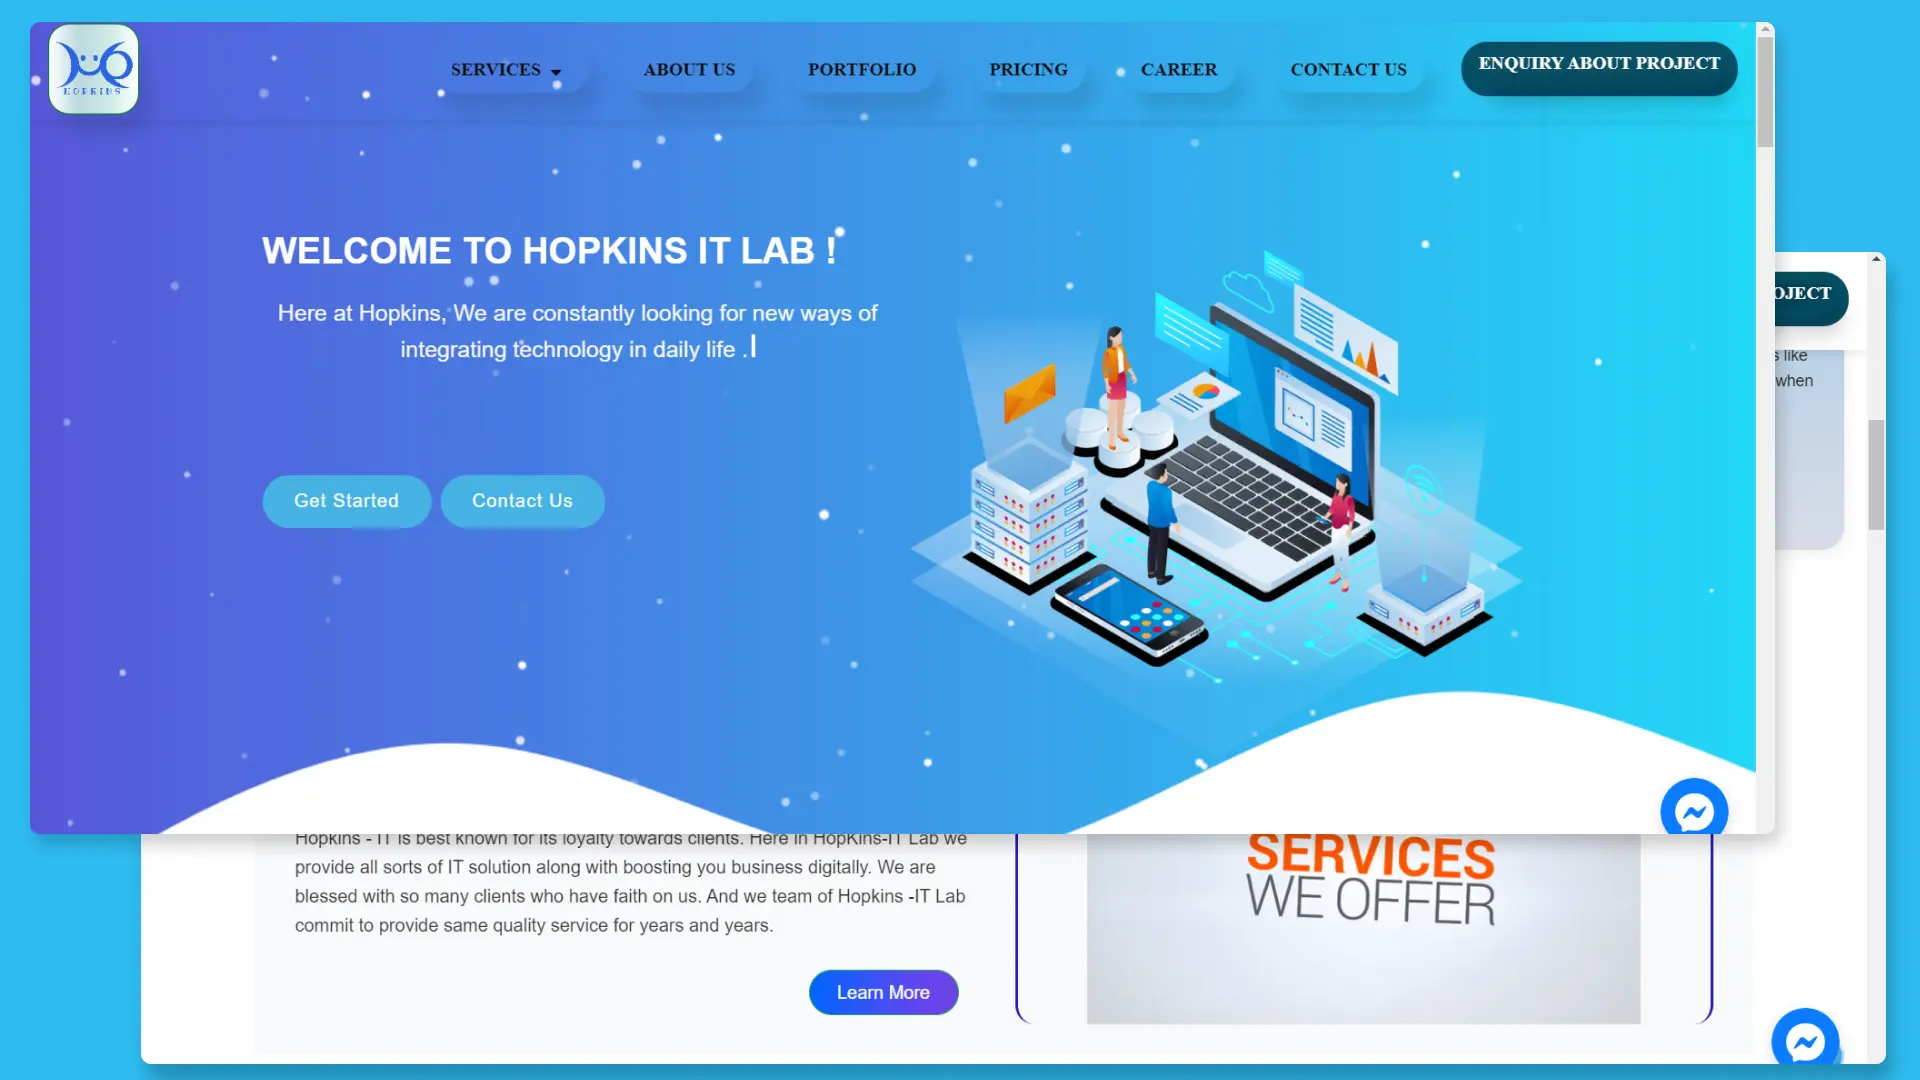 HOPKINS
SERVICES
ABOUT US
PORTFOLIO
PRICING
CAREER
CONTACT US
ENQUIRY ABOUT PROJECT
WELCOME TO HOPKINS IT LAB !
Here at Hopkins, We are constantly looking for new ways of
integrating technology in daily life .
Get Started
Contact Us
OJECT
s like
when
Hopkins - IT is best known for its loyalty towards clients. Here in HopKins-IT Lab we
provide all sorts of IT solution along with boosting you business digitally. We are
blessed with so many clients who have faith on us. And we team of Hopkins -IT Lab
commit to provide same quality service for years and years.
Learn More
SERVICES
WE OFFER